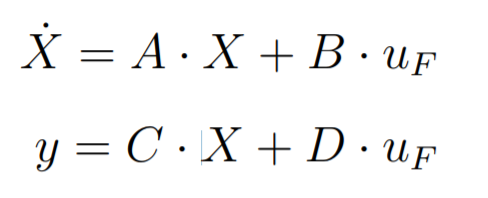 Ẋ = A · X + B · u_F
y = C · X + D · u_F